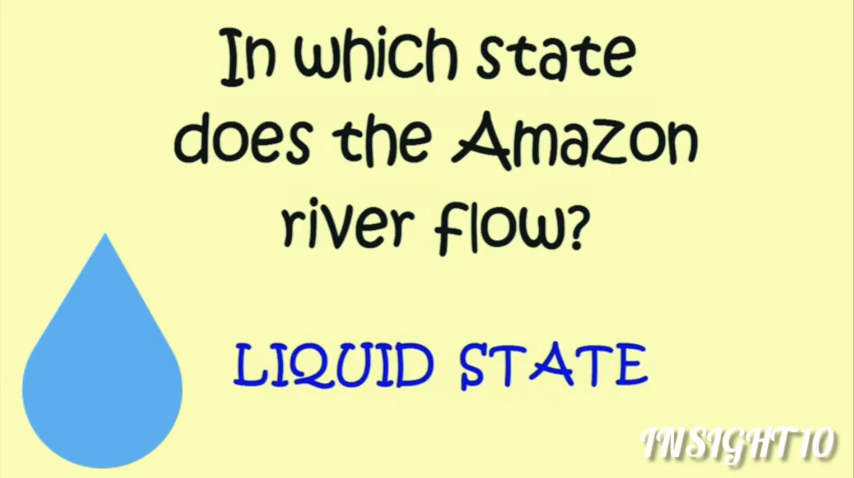 In which state
does the Amazon
river flow?
LIQUID STATE
INSIGHT10